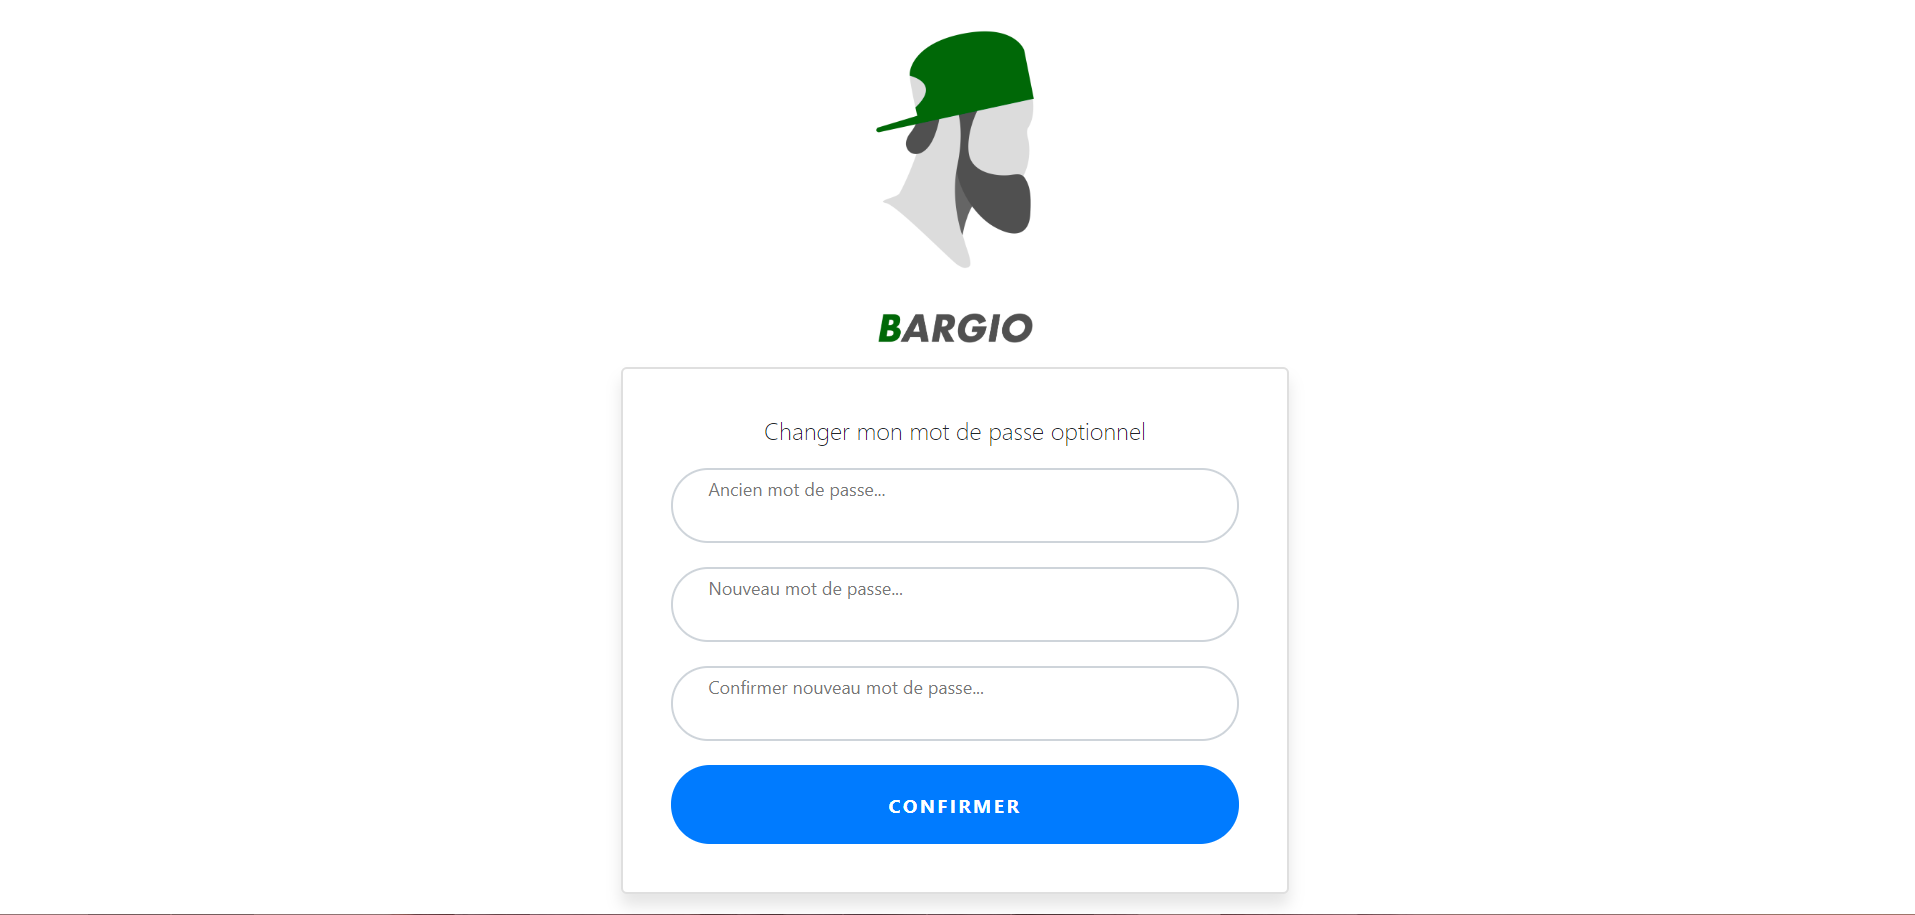 BARGIO
Changer mon mot de passe optionnel
Ancien mot de passe...
Nouveau mot de passe...
Confirmer nouveau mot de passe...
CONFIRMER